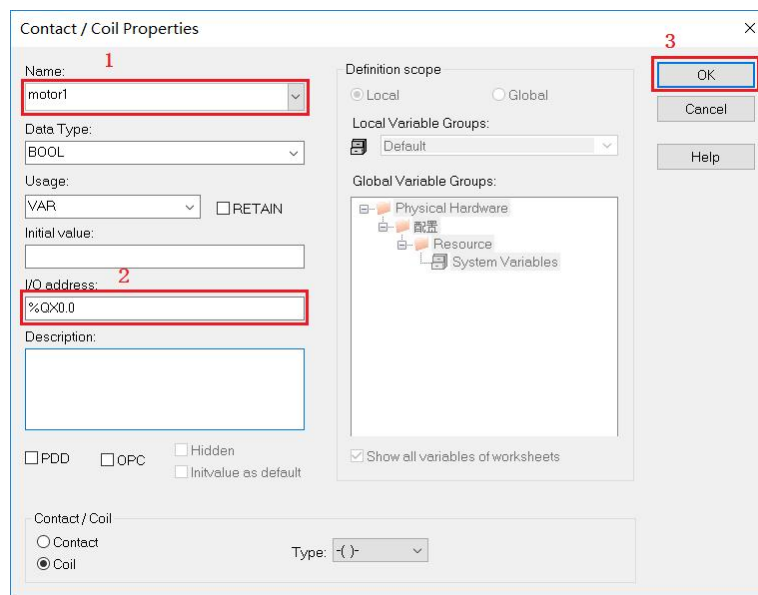 Contact / Coil Properties
1
Name:
motor1
Data Type:
BOOL
Usage:
VAR
RETAIN
Initial value:
2
I/O address:
%QX0.0
Description:
PDD
OPC
Hidden
Initvalue as default
Definition scope
Local
Global
Local Variable Groups:
Default
Global Variable Groups:
Physical Hardware
配置
Resource
System Variables
Show all variables of worksheets
3
OK
Cancel
Help
Contact / Coil
Contact
Coil
Type: -( )-